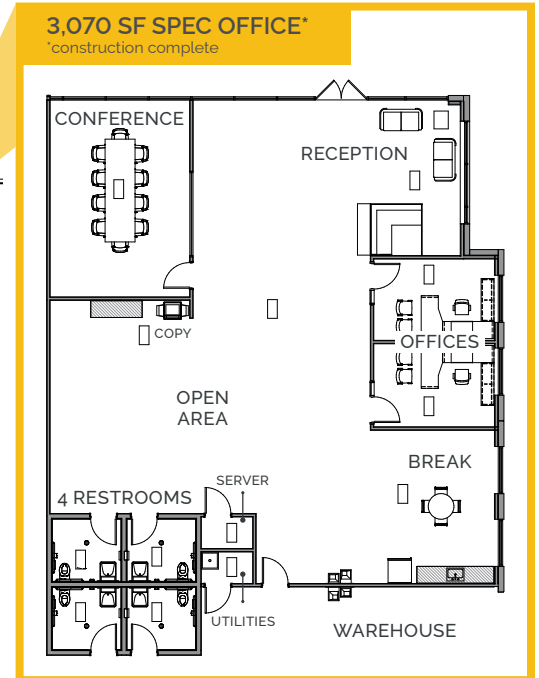 3,070 SF SPEC OFFICE*
*construction complete
CONFERENCE
RECEPTION
COPY
OFFICES
OPEN
AREA
BREAK
SERVER
4 RESTROOMS
UTILITIES
WAREHOUSE